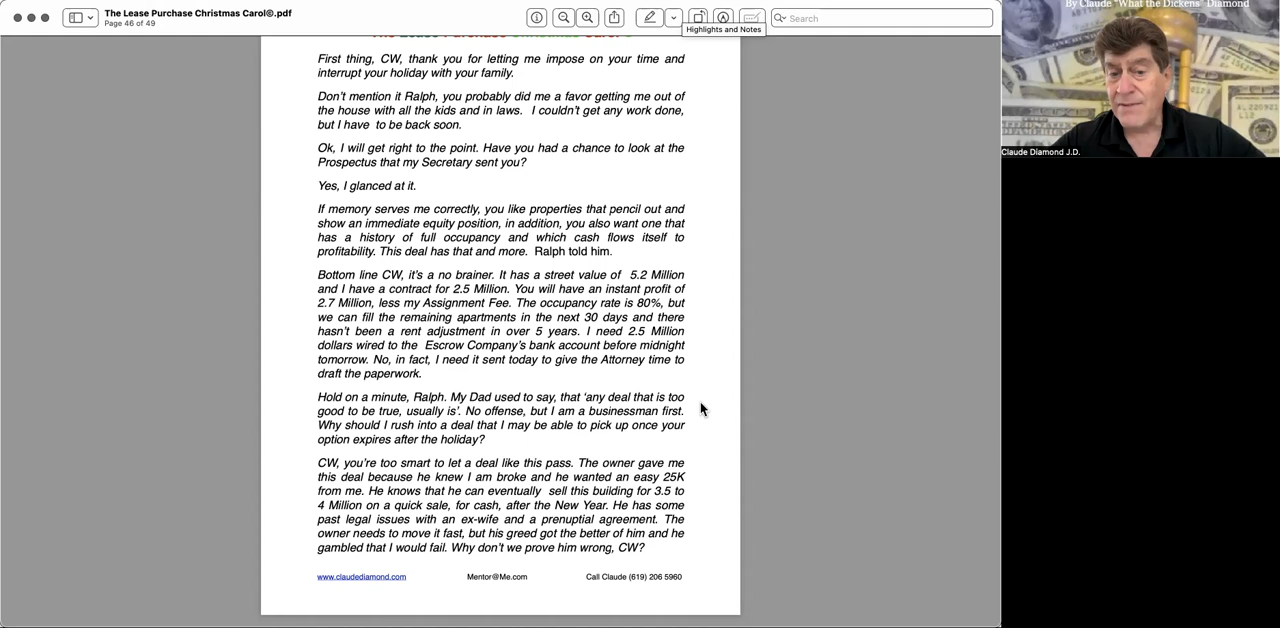 The Lease Purchase Christmas Carol©.pdf
Page 46 of 49
Search
Highlights and Notes
By Claude "What the Dickens" Diamond
Claude Diamond J.D.
The Lease Purchase Christmas Carol©
First thing, CW, thank you for letting me impose on your time and
interrupt your holiday with your family.
Don't mention it Ralph, you probably did me a favor getting me out of
the house with all the kids and in laws. I couldn't get any work done,
but I have to be back soon.
Ok, I will get right to the point. Have you had a chance to look at the
Prospectus that my Secretary sent you?
Yes, I glanced at it.
If memory serves me correctly, you like properties that pencil out and
show an immediate equity position, in addition, you also want one that
has a history of full occupancy and which cash flows itself to
profitability. This deal has that and more. Ralph told him.
Bottom line CW, it's a no brainer. It has a street value of 5.2 Million
and I have a contract for 2.5 Million. You will have an instant profit of
2.7 Million, less my Assignment Fee. The occupancy rate is 80%, but
we can fill the remaining apartments in the next 30 days and there
hasn't been a rent adjustment in over 5 years. I need 2.5 Million
dollars wired to the Escrow Company's bank account before midnight
tomorrow. No, in fact, I need it sent today to give the Attorney time to
draft the paperwork.
Hold on a minute, Ralph. My Dad used to say, that 'any deal that is too
good to be true, usually is'. No offense, but I am a businessman first.
Why should I rush into a deal that I may be able to pick up once your
option expires after the holiday?
CW, you're too smart to let a deal like this pass. The owner gave me
this deal because he knew I am broke and he wanted an easy 25K
from me. He knows that he can eventually sell this building for 3.5 to
4 Million on a quick sale, for cash, after the New Year. He has some
past legal issues with an ex-wife and a prenuptial agreement. The
owner needs to move it fast, but his greed got the better of him and he
gambled that I would fail. Why don't we prove him wrong, CW?
www.claudediamond.com Mentor@Me.com Call Claude (619) 206 5960